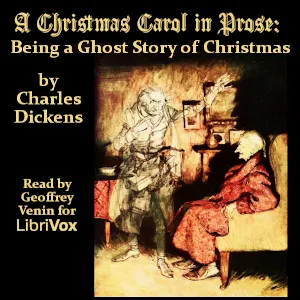 A Christmas Carol in Prose:
Being a Ghost Story of Christmas
by
Charles
Dickens
Read by
Geoffrey
Venin for
LibriVox